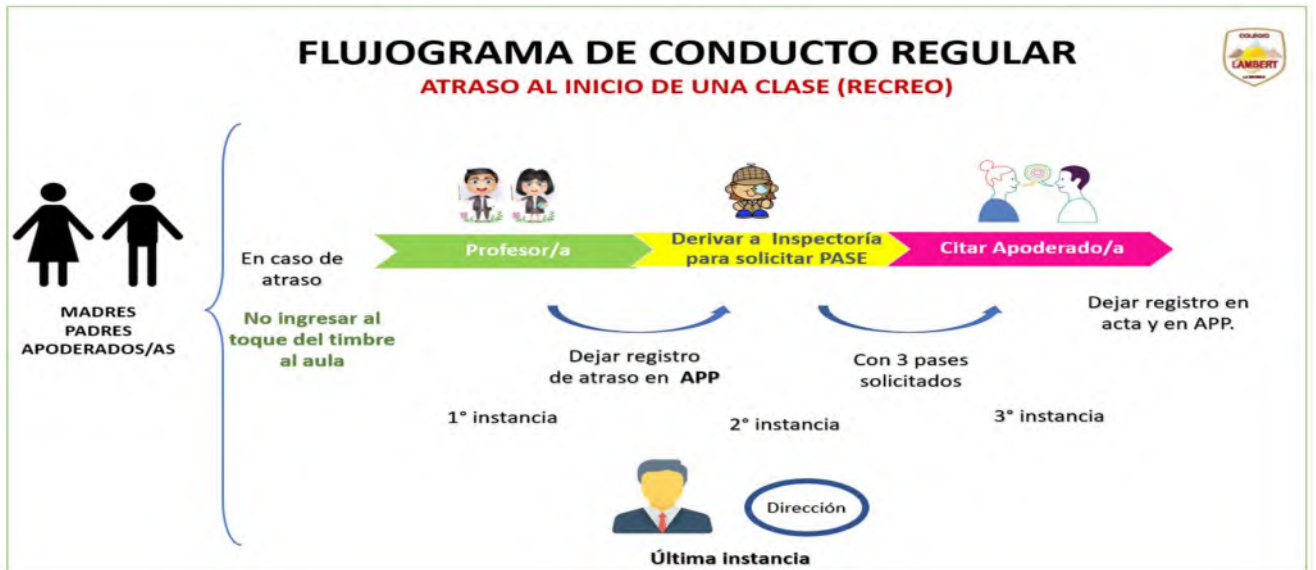 FLUJOGRAMA DE CONDUCTO REGULAR
ATRASO AL INICIO DE UNA CLASE (RECREO)
COLEGIO
LAMBERT
MADRES
PADRES
APODERADOS/AS
En caso de
atraso
No ingresar al
toque del timbre
al aula
Profesor/a
Derivar a Inspectoría
para solicitar PASE
Citar Apoderado/a
Dejar registro
de atraso en APP
Con 3 pases
solicitados
Dejar registro en
acta y en APP.
1° instancia
2° instancia
3° instancia
Dirección
Última instancia